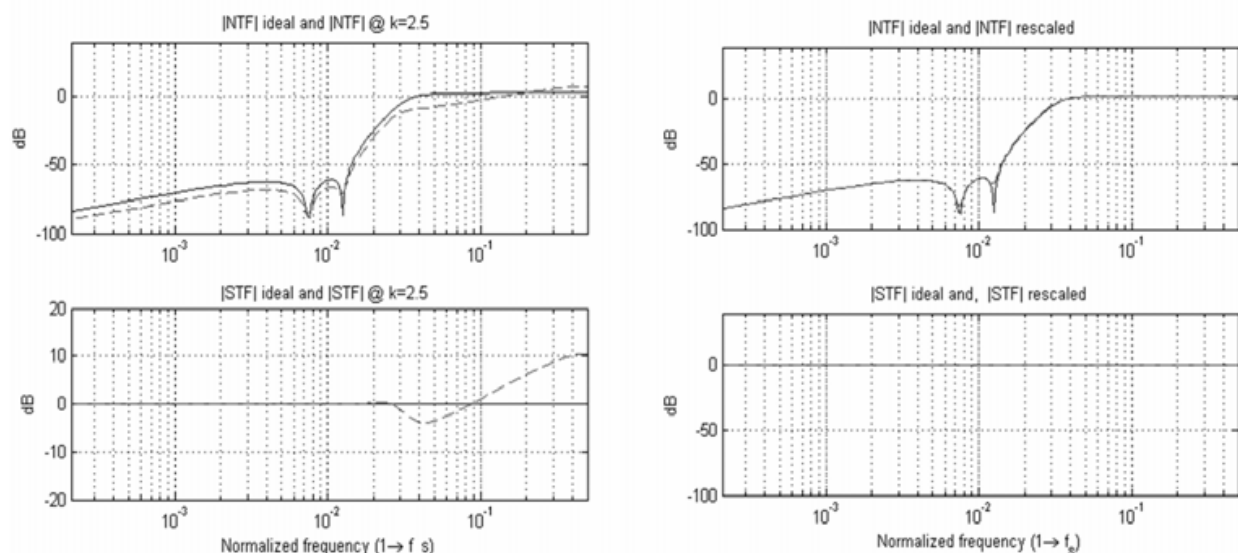 |NTF| ideal and |NTF| @ k=2.5
dB
0
-50
-100
10^-3
10^-2
10^-1
|STF| ideal and |STF| @ k=2.5
dB
20
10
0
-10
-20
10^-3
10^-2
10^-1
Normalized frequency (1→ f s)
|NTF| ideal and |NTF| rescaled
dB
0
-50
-100
10^-3
10^-2
10^-1
|STF| ideal and, |STF| rescaled
dB
0
-50
-100
10^-3
10^-2
10^-1
Normalized frequency (1→